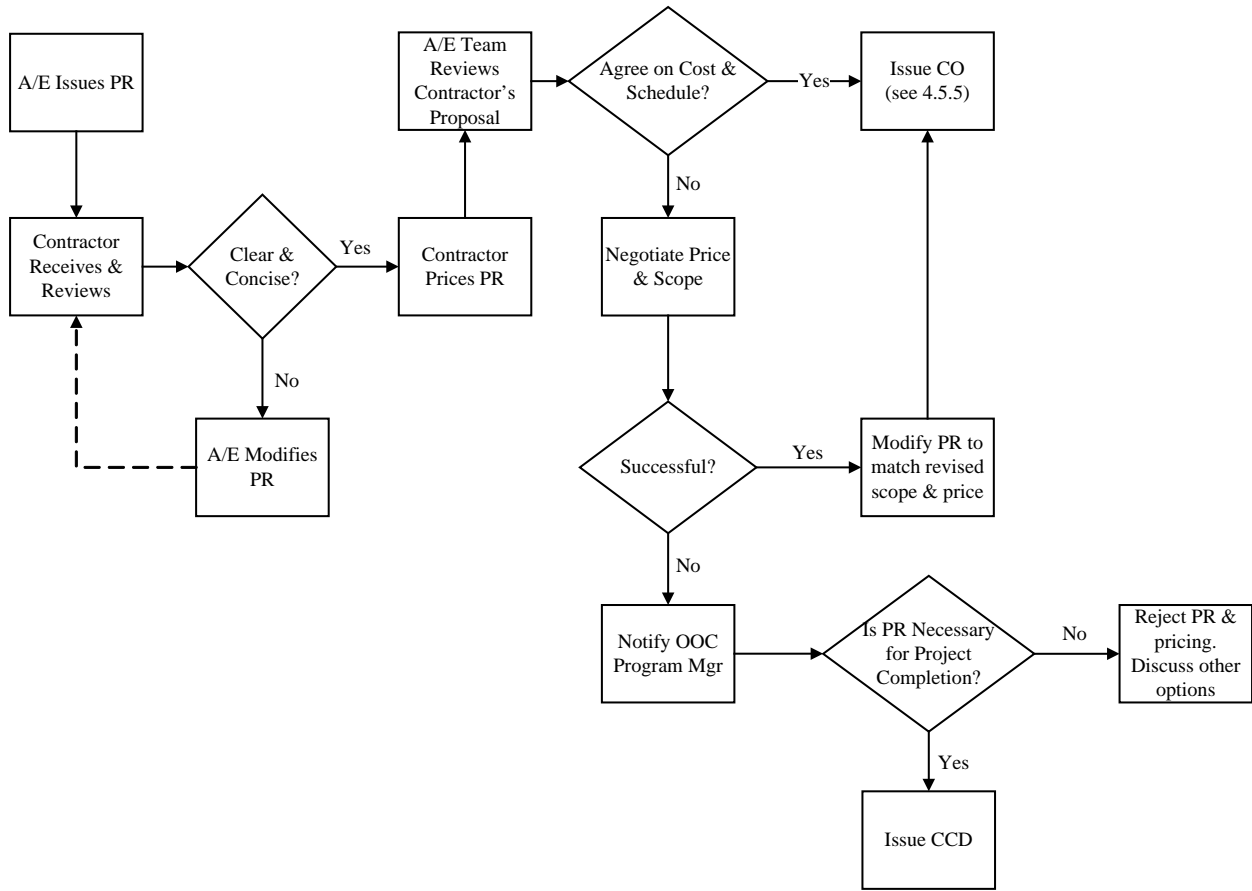 A/E Issues PR
A/E Team
Reviews
Contractor's
Proposal
Agree on Cost &
Schedule?
Yes
Issue CO
(see 4.5.5)
No
Contractor
Receives &
Reviews
Clear &
Concise?
Yes
Contractor
Prices PR
Negotiate Price
& Scope
No
A/E Modifies
PR
Successful?
Yes
Modify PR to
match revised
scope & price
No
Notify OOC
Program Mgr
Is PR Necessary
for Project
Completion?
No
Reject PR &
pricing.
Discuss other
options
Yes
Issue CCD